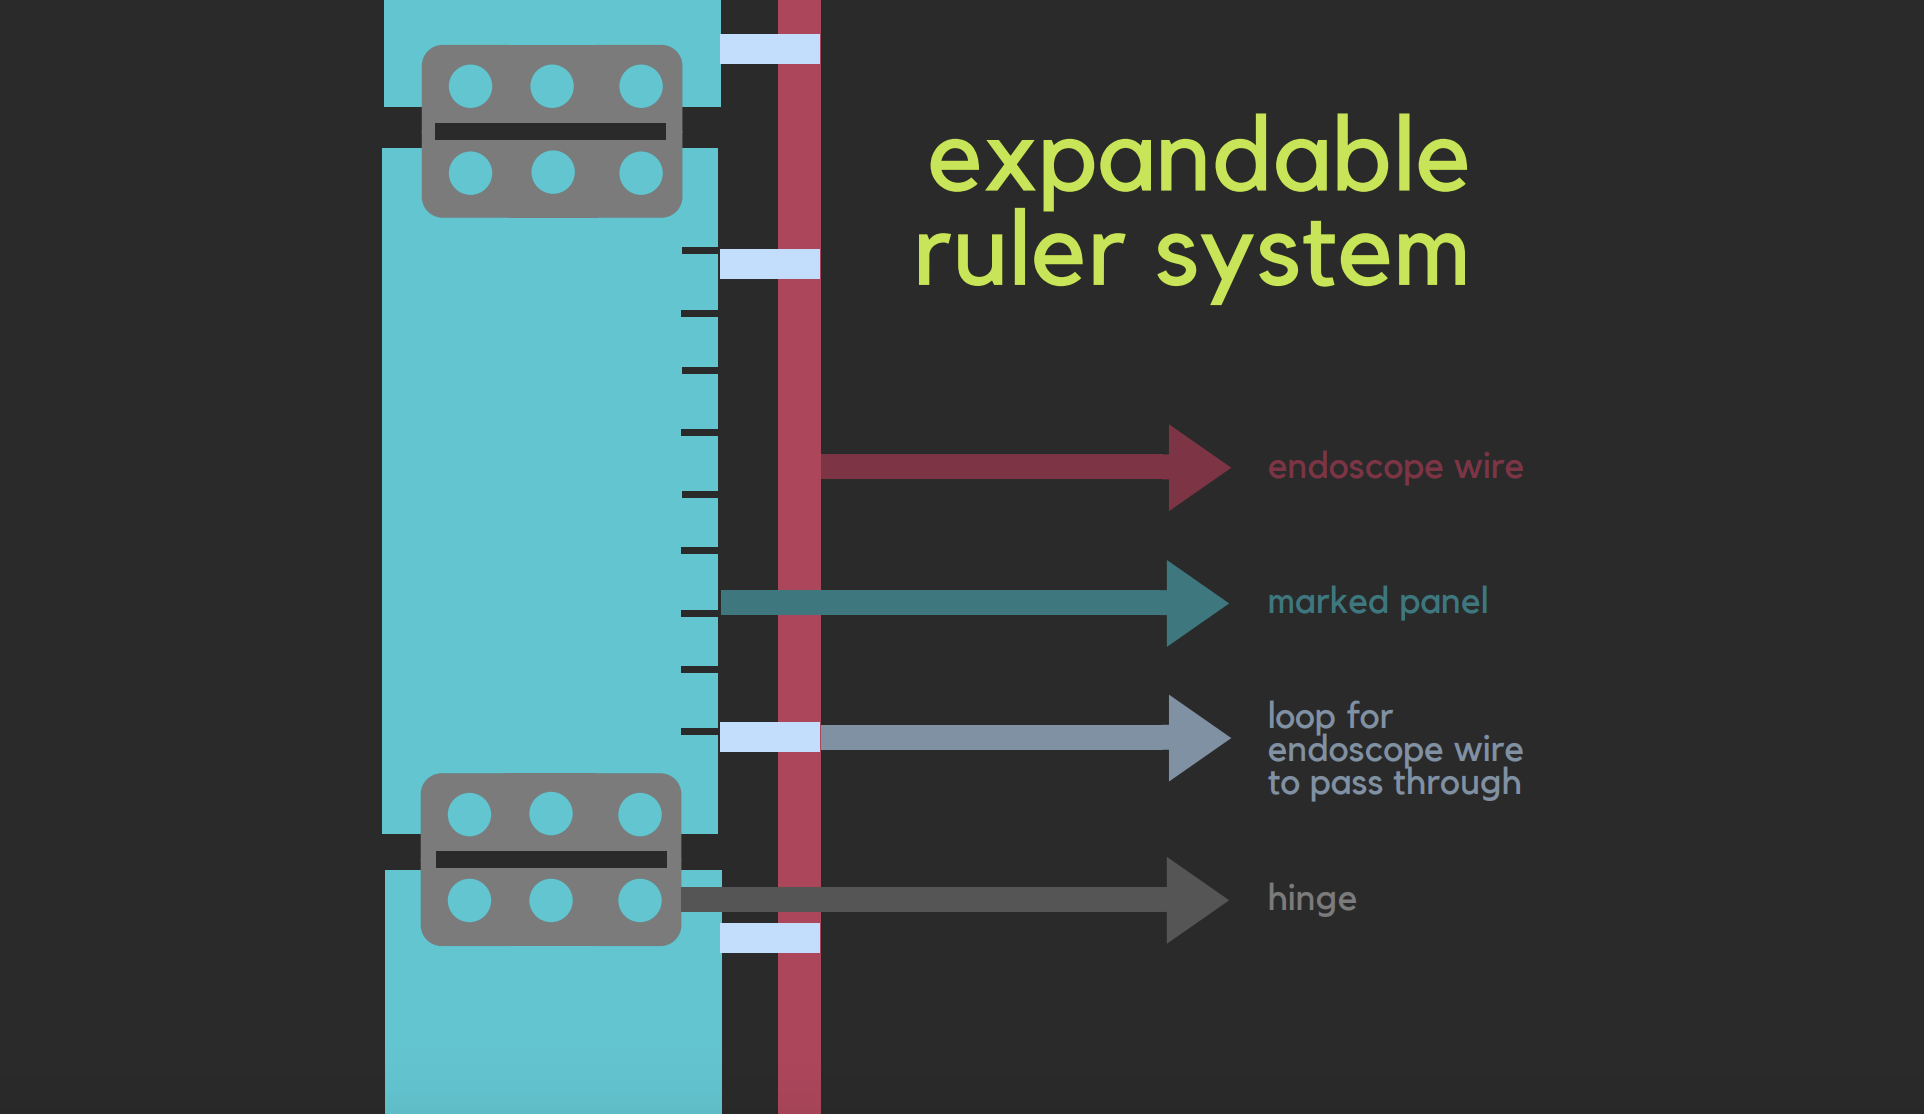 expandable
ruler system
endoscope wire
marked panel
loop for
endoscope wire
to pass through
hinge